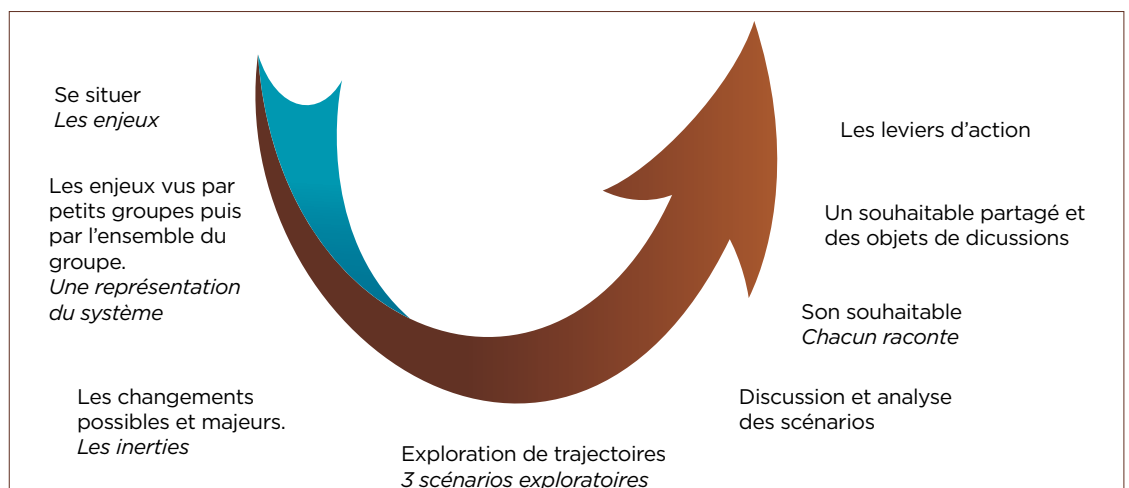 Se situer
Les enjeux
Les enjeux vus par
petits groupes puis
par l’ensemble du
groupe.
Une représentation
du système
Les changements
possibles et majeurs.
Les inerties
Exploration de trajectoires
3 scénarios exploratoires
Discussion et analyse
des scénarios
Son souhaitable
Chacun raconte
Un souhaitable partagé et
des objets de dicussions
Les leviers d’action